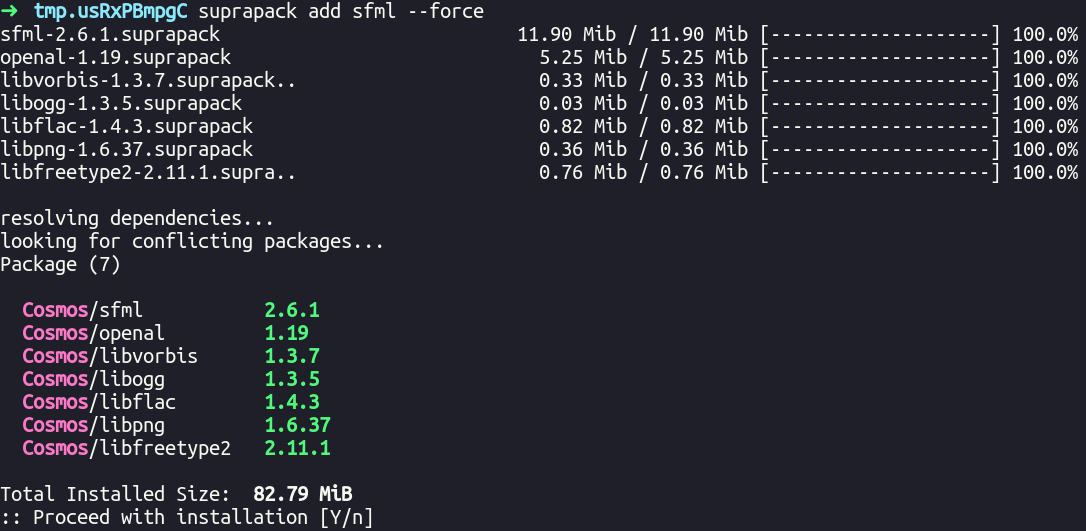 ➜ tmp.usRxPBmpgC suprapack add sfml --force
sfml-2.6.1.suprapack 11.90 Mib / 11.90 Mib [--------------------] 100.0%
openal-1.19.suprapack 5.25 Mib / 5.25 Mib [--------------------] 100.0%
libvorbis-1.3.7.suprapack.. 0.33 Mib / 0.33 Mib [--------------------] 100.0%
libogg-1.3.5.suprapack 0.03 Mib / 0.03 Mib [--------------------] 100.0%
libflac-1.4.3.suprapack 0.82 Mib / 0.82 Mib [--------------------] 100.0%
libpng-1.6.37.suprapack 0.36 Mib / 0.36 Mib [--------------------] 100.0%
libfreetype2-2.11.1.supra.. 0.76 Mib / 0.76 Mib [--------------------] 100.0%
resolving dependencies...
looking for conflicting packages...
Package (7)
Cosmos/sfml 2.6.1
Cosmos/openal 1.19
Cosmos/libvorbis 1.3.7
Cosmos/libogg 1.3.5
Cosmos/libflac 1.4.3
Cosmos/libpng 1.6.37
Cosmos/libfreetype2 2.11.1
Total Installed Size: 82.79 MiB
:: Proceed with installation [Y/n]